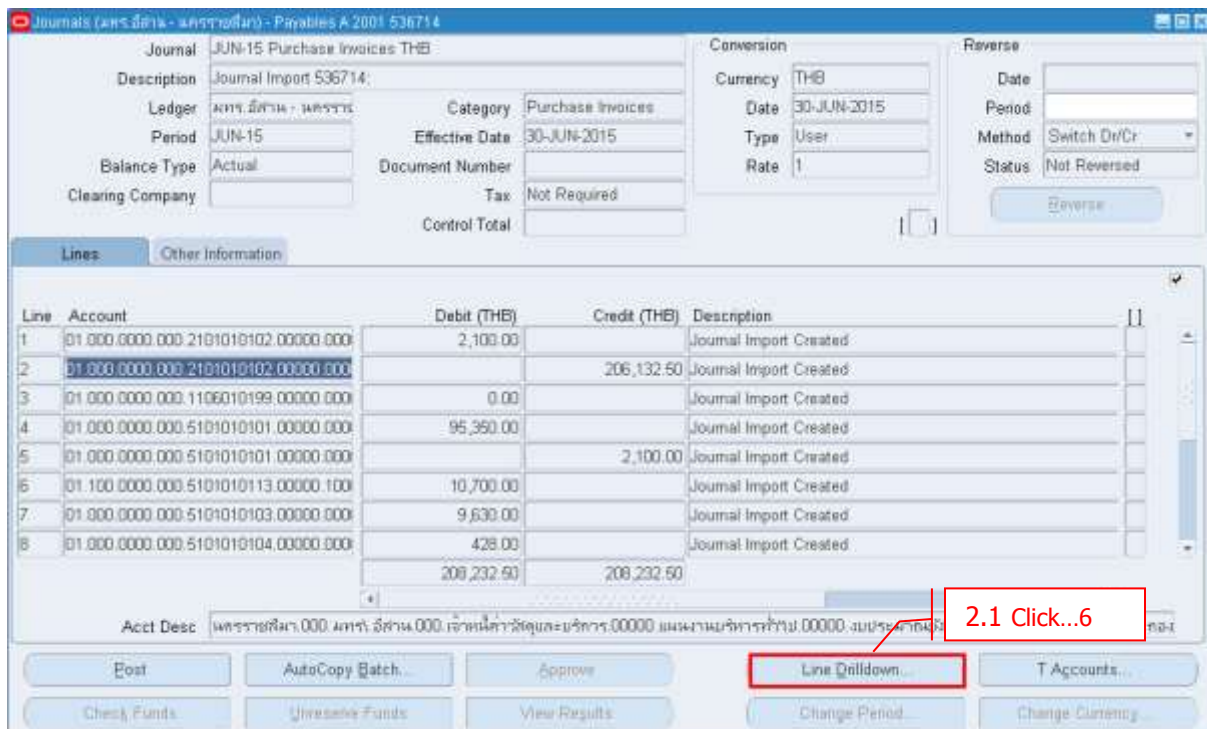 Journals (มทร.อีสาน - นครราชสีมา) - Payables A 2001 536714
Journal JUN-15 Purchase Invoices THB
Description Journal Import 536714:
Ledger มทร.อีสาน - นครราช
Category Purchase Invoices
Period JUN-15
Effective Date 30-JUN-2015
Balance Type Actual
Document Number
Clearing Company
Tax Not Required
Control Total
Conversion
Currency THB
Date 30-JUN-2015
Type User
Rate 1
Reverse
Date
Period
Method Switch Dr/Cr
Status Not Reversed
Reverse
[ ]
Lines Other Information
Line Account Debit (THB) Credit (THB) Description [ ]
1 01.000.0000.000.2101010102.00000.000 2,100.00 Journal Import Created
2 01.000.0000.000.2101010102.00000.000 206,132.50 Journal Import Created
3 01.000.0000.000.1106010199.00000.000 0.00 Journal Import Created
4 01.000.0000.000.5101010101.00000.000 95,350.00 Journal Import Created
5 01.000.0000.000.5101010101.00000.000 2,100.00 Journal Import Created
6 01.100.0000.000.5101010113.00000.100 10,700.00 Journal Import Created
7 01.000.0000.000.5101010103.00000.000 9,630.00 Journal Import Created
8 01.000.0000.000.5101010104.00000.000 428.00 Journal Import Created
208,232.50 208,232.50
2.1 Click...6
Acct Desc นครราชสีมา.000.มทร. อีสาน.000.เจ้าหนี้ค่าวัสดุและบริการ.00000.แผนงานบริหารทั่วไป.00000
Post AutoCopy Batch... Approve Line Drilldown... T Accounts...
Check Funds Unreserve Funds View Results Change Period... Change Currency...